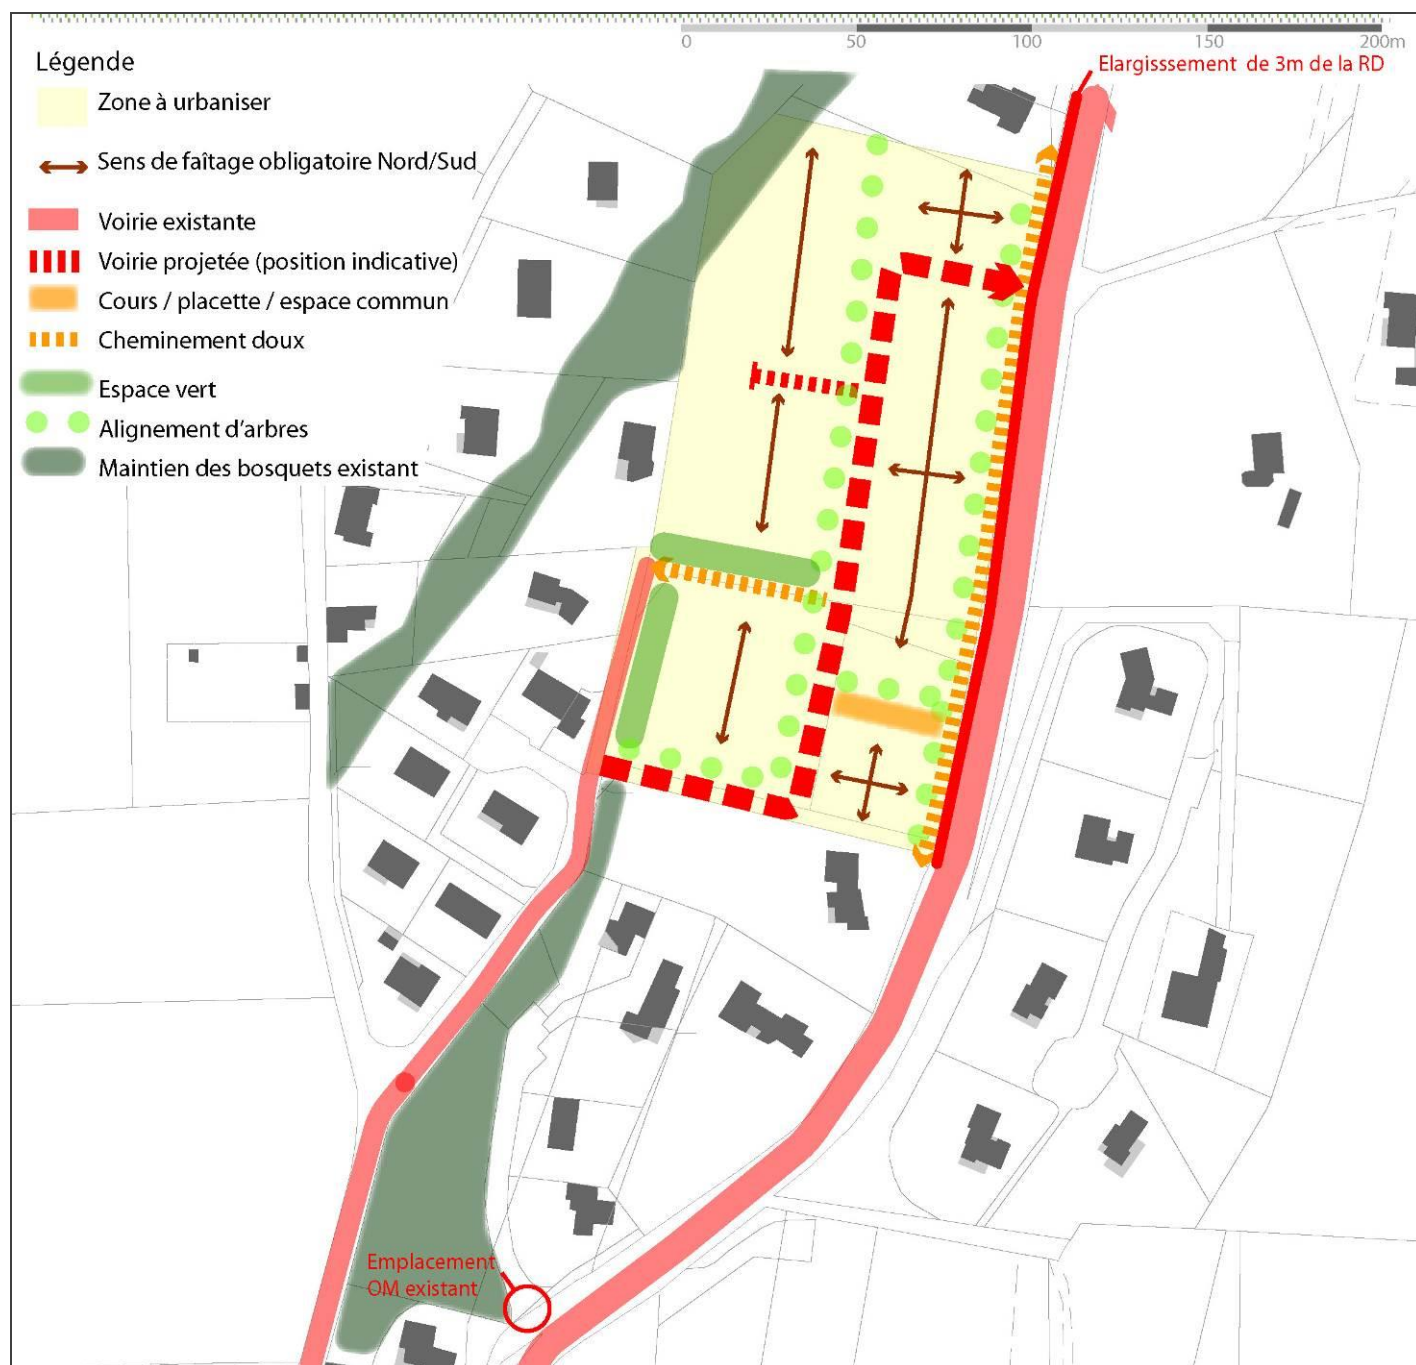 0 50 100 150 200m
Elargisssement de 3m de la RD
Légende
Zone à urbaniser
Sens de faîtage obligatoire Nord/Sud
Voirie existante
Voirie projetée (position indicative)
Cours / placette / espace commun
Cheminement doux
Espace vert
Alignement d'arbres
Maintien des bosquets existant
Emplacement
OM existant